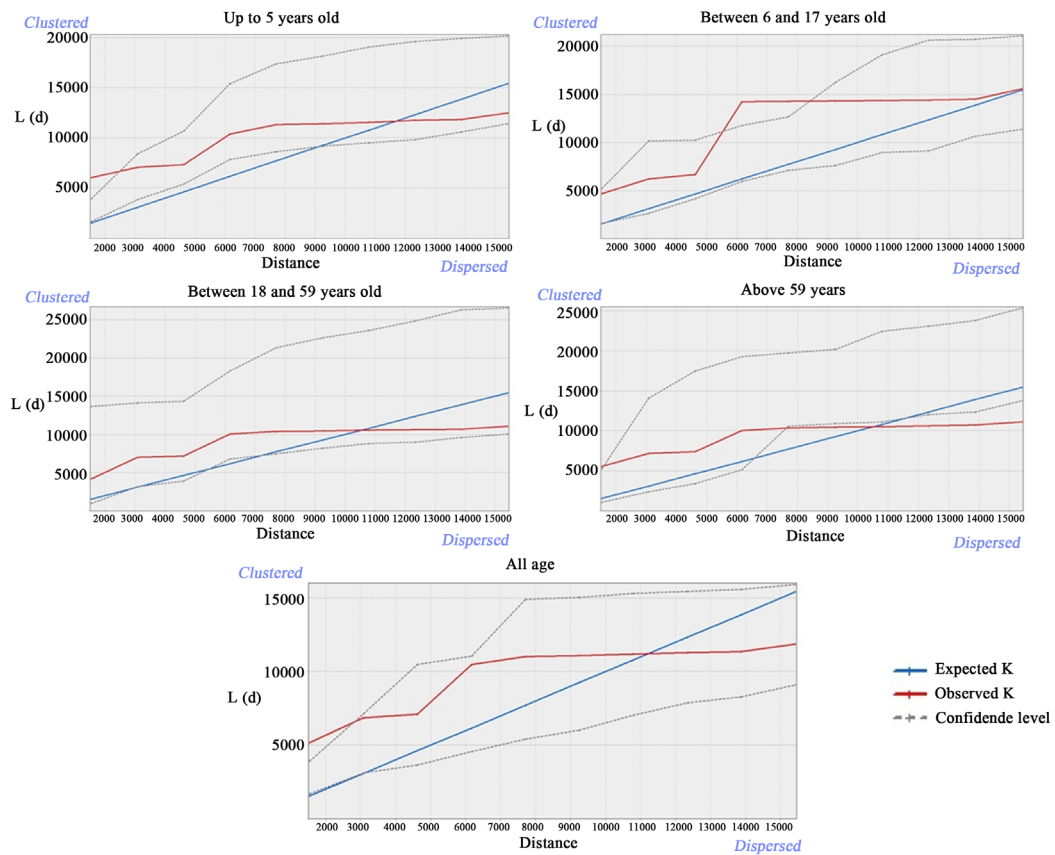 Up to 5 years old
Clustered
20000
15000
L (d)
10000
5000
2000 3000 4000 5000 6000 7000 8000 9000 10000 11000 12000 13000 14000 15000
Distance
Dispersed
Between 6 and 17 years old
Clustered
20000
15000
L (d)
10000
5000
2000 3000 4000 5000 6000 7000 8000 9000 10000 11000 12000 13000 14000 15000
Distance
Dispersed
Between 18 and 59 years old
Clustered
25000
20000
15000
L (d)
10000
5000
2000 3000 4000 5000 6000 7000 8000 9000 10000 11000 12000 13000 14000 15000
Distance
Dispersed
Above 59 years
Clustered
25000
20000
15000
L (d)
10000
5000
2000 3000 4000 5000 6000 7000 8000 9000 10000 11000 12000 13000 14000 15000
Distance
Dispersed
All age
Clustered
15000
10000
L (d)
5000
2000 3000 4000 5000 6000 7000 8000 9000 10000 11000 12000 13000 14000 15000
Distance
Dispersed
Expected K
Observed K
Confidende level